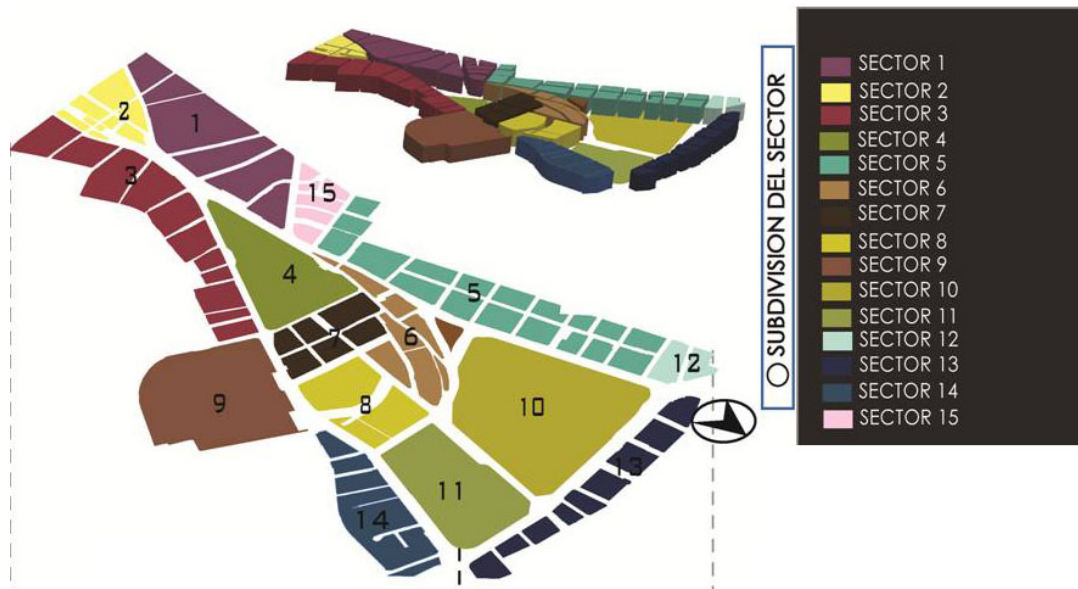 SUBDIVISION DEL SECTOR
SECTOR 1
SECTOR 2
SECTOR 3
SECTOR 4
SECTOR 5
SECTOR 6
SECTOR 7
SECTOR 8
SECTOR 9
SECTOR 10
SECTOR 11
SECTOR 12
SECTOR 13
SECTOR 14
SECTOR 15
2
1
3
15
4
5
7
6
12
9
8
10
13
11
14